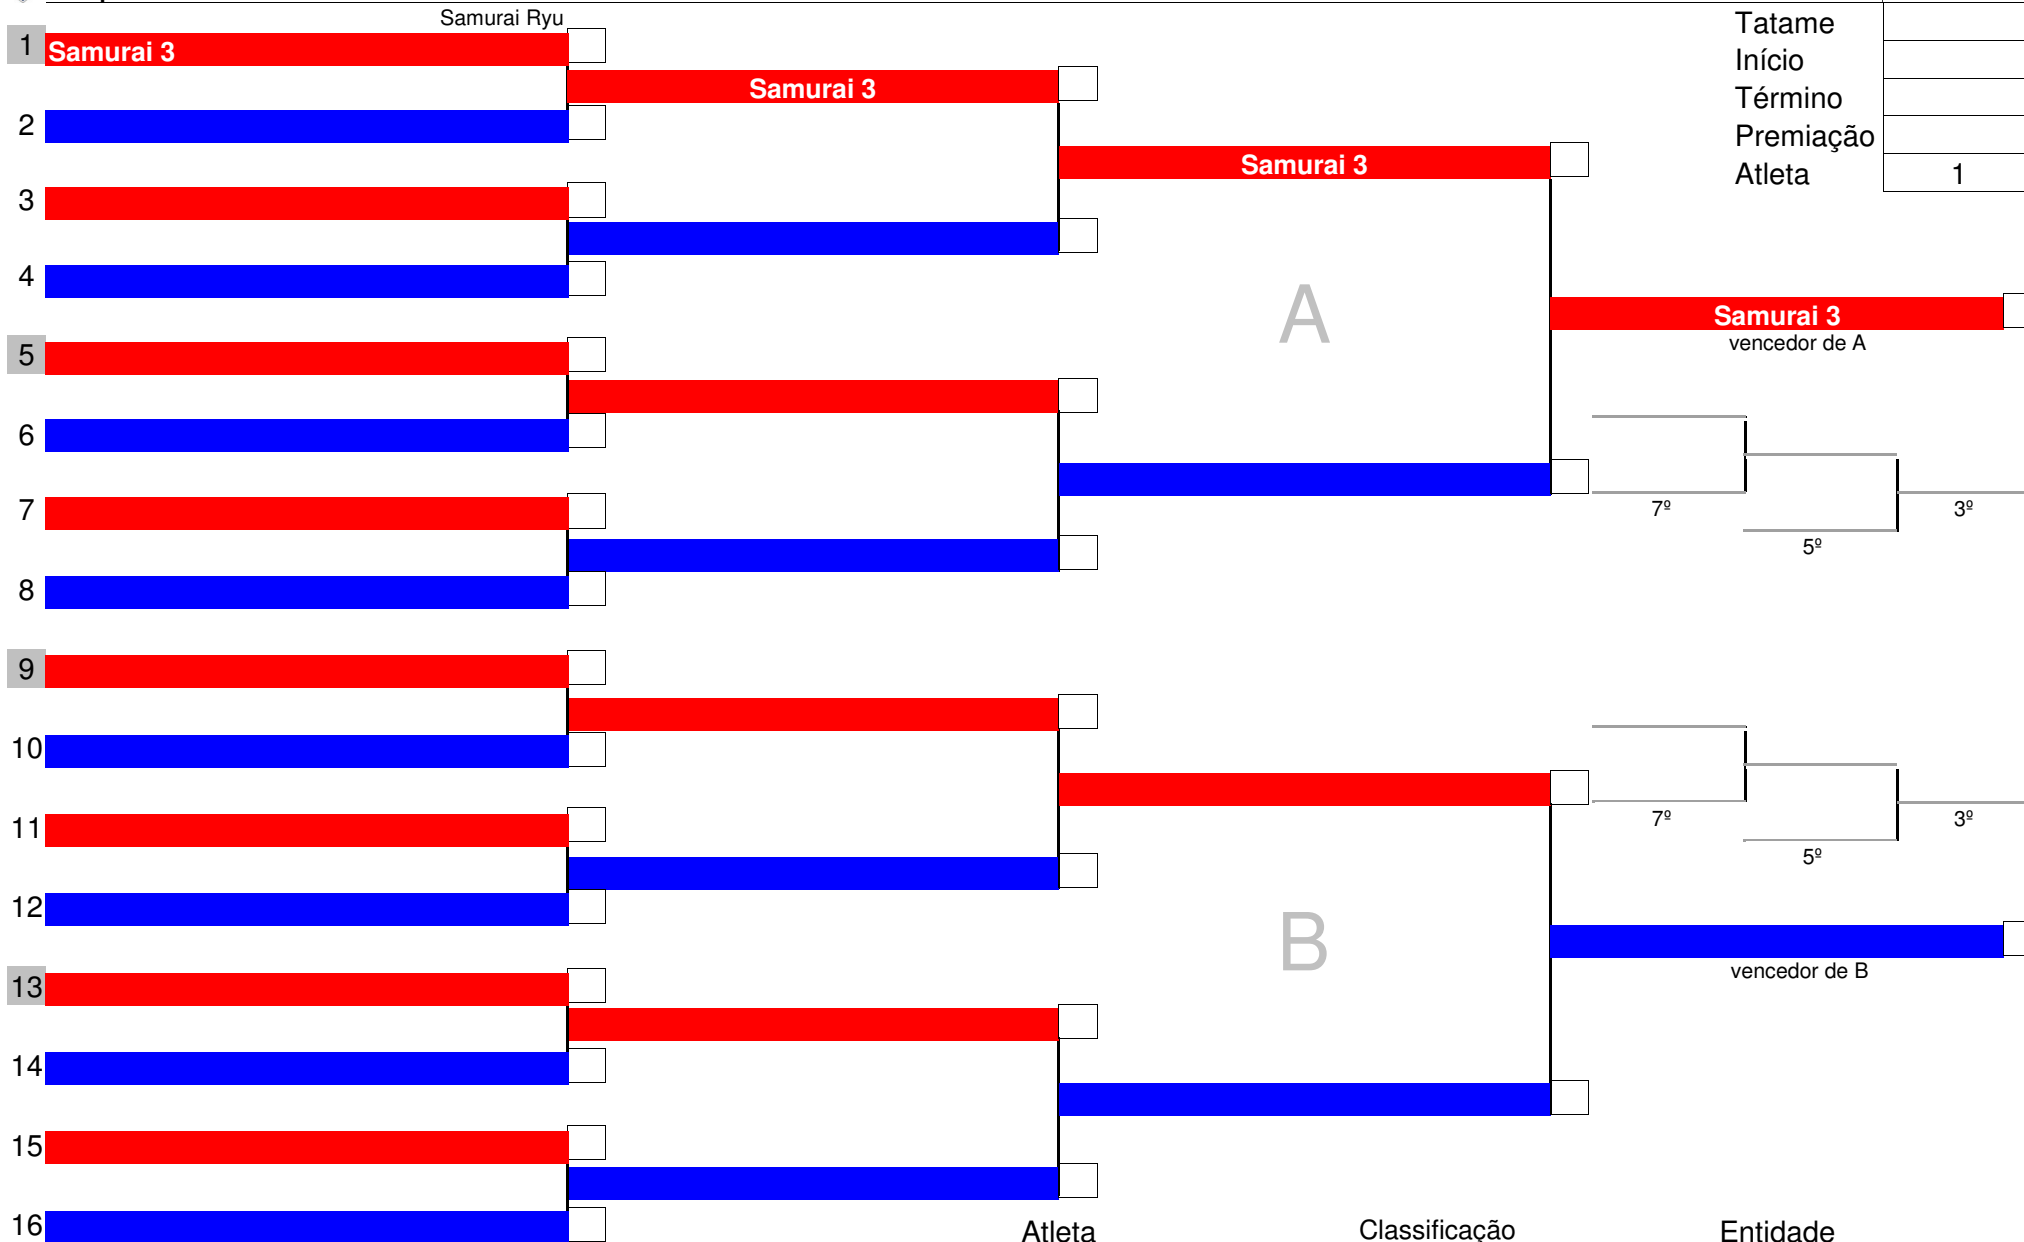 Samurai Ryu
Tatame
1 Samurai 3
Início
Samurai 3
Término
2
Premiação
Samurai 3
Atleta 1
3
4
A
Samurai 3
vencedor de A
5
6
7
7º 3º
5º
8
9
10
11
7º 3º
5º
12
B
vencedor de B
13
14
15
16
Atleta Classificação Entidade